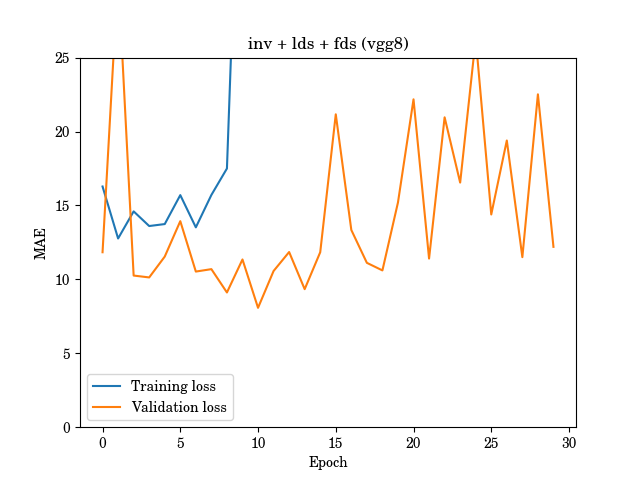 inv + lds + fds (vgg8)
25
20
15
10
5
0
MAE
Training loss
Validation loss
0 5 10 15 20 25 30
Epoch